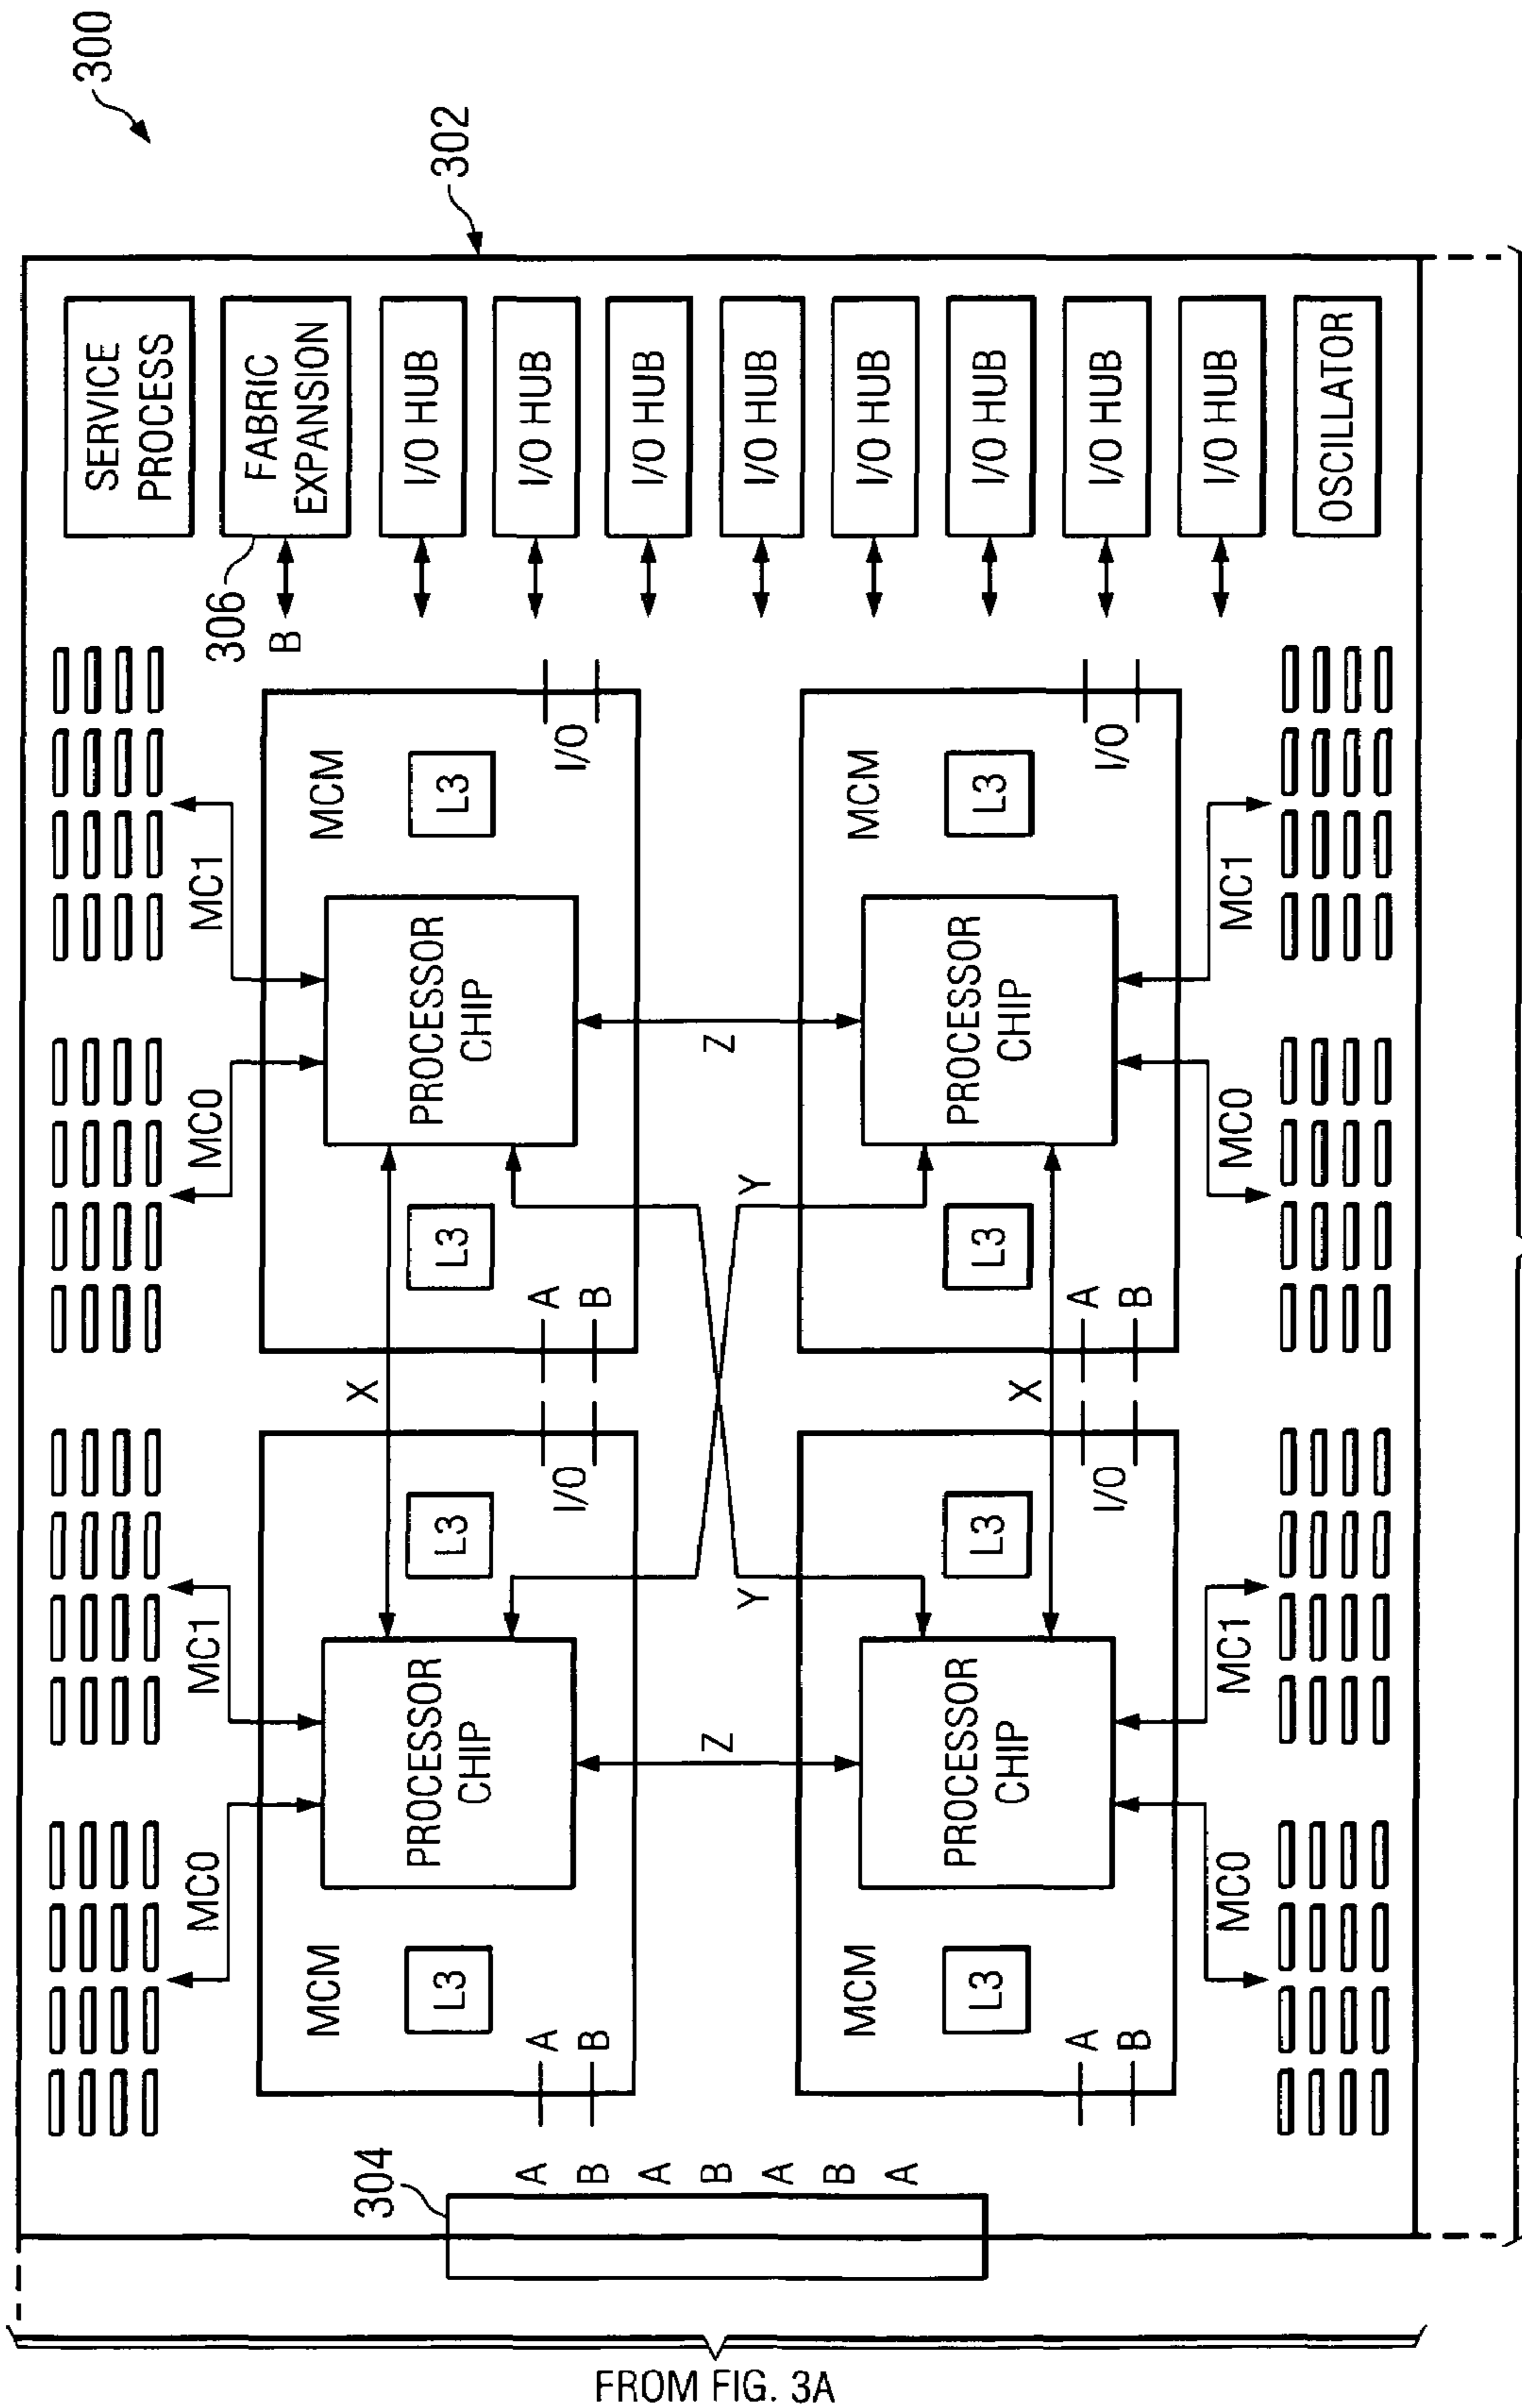 300
302
SERVICE
PROCESS
FABRIC
EXPANSION
I/O HUB
I/O HUB
I/O HUB
I/O HUB
I/O HUB
I/O HUB
I/O HUB
I/O HUB
OSCILLATOR
306
B
MC0
MC1
MC0
MC1
MCM
L3
PROCESSOR
CHIP
L3
A
B
I/O
X
MCM
L3
PROCESSOR
CHIP
L3
A
B
I/O
Z
Y
Y
Z
MCM
L3
PROCESSOR
CHIP
L3
A
B
I/O
X
MCM
L3
PROCESSOR
CHIP
L3
A
B
I/O
MC0
MC1
MC0
MC1
304
A
B
A
B
A
B
A
FROM FIG. 3A